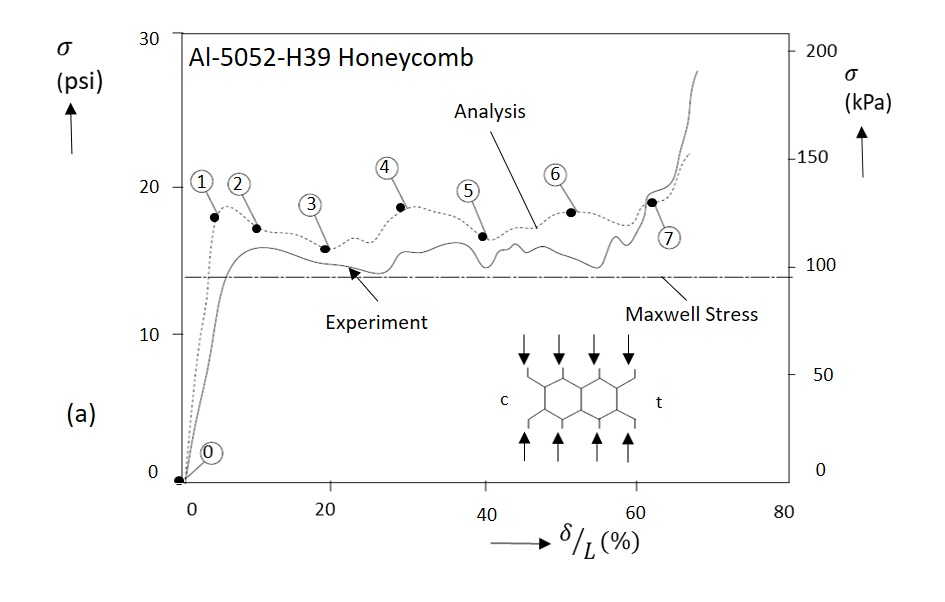 Al-5052-H39 Honeycomb
σ
(psi)
30
20
10
0
σ
(kPa)
200
150
100
50
0
Analysis
1
2
3
4
5
6
7
0
Experiment
Maxwell Stress
c
t
(a)
0
20
40
60
80
δ/L (%)